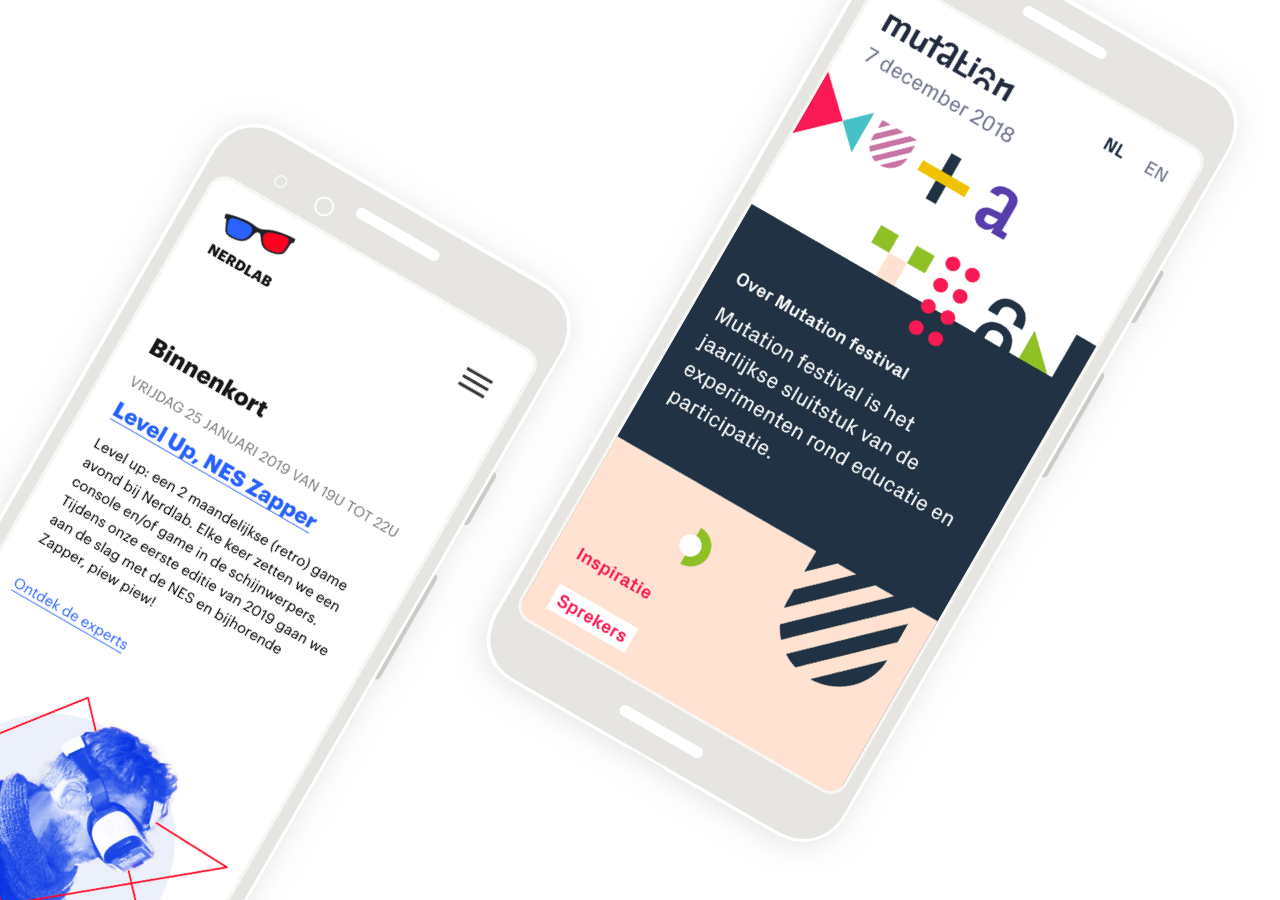 NERDLAB
Binnenkort
VRIJDAG 25 JANUARI 2019 VAN 19U TOT 22U
Level Up, NES Zapper
Level up: een 2 maandelijkse (retro) game
avond bij Nerdlab. Elke keer zetten we een
console en/of game in de schijnwerpers.
Tijdens onze eerste editie van 2019 gaan we
aan de slag met de NES en bijhorende
Zapper, piew piew!
Ontdek de experts
mutation
7 december 2018
NL EN
Over Mutation festival
Mutation festival is het
jaarlijkse sluitstuk van de
experimenten rond educatie en
participatie.
Inspiratie
Sprekers